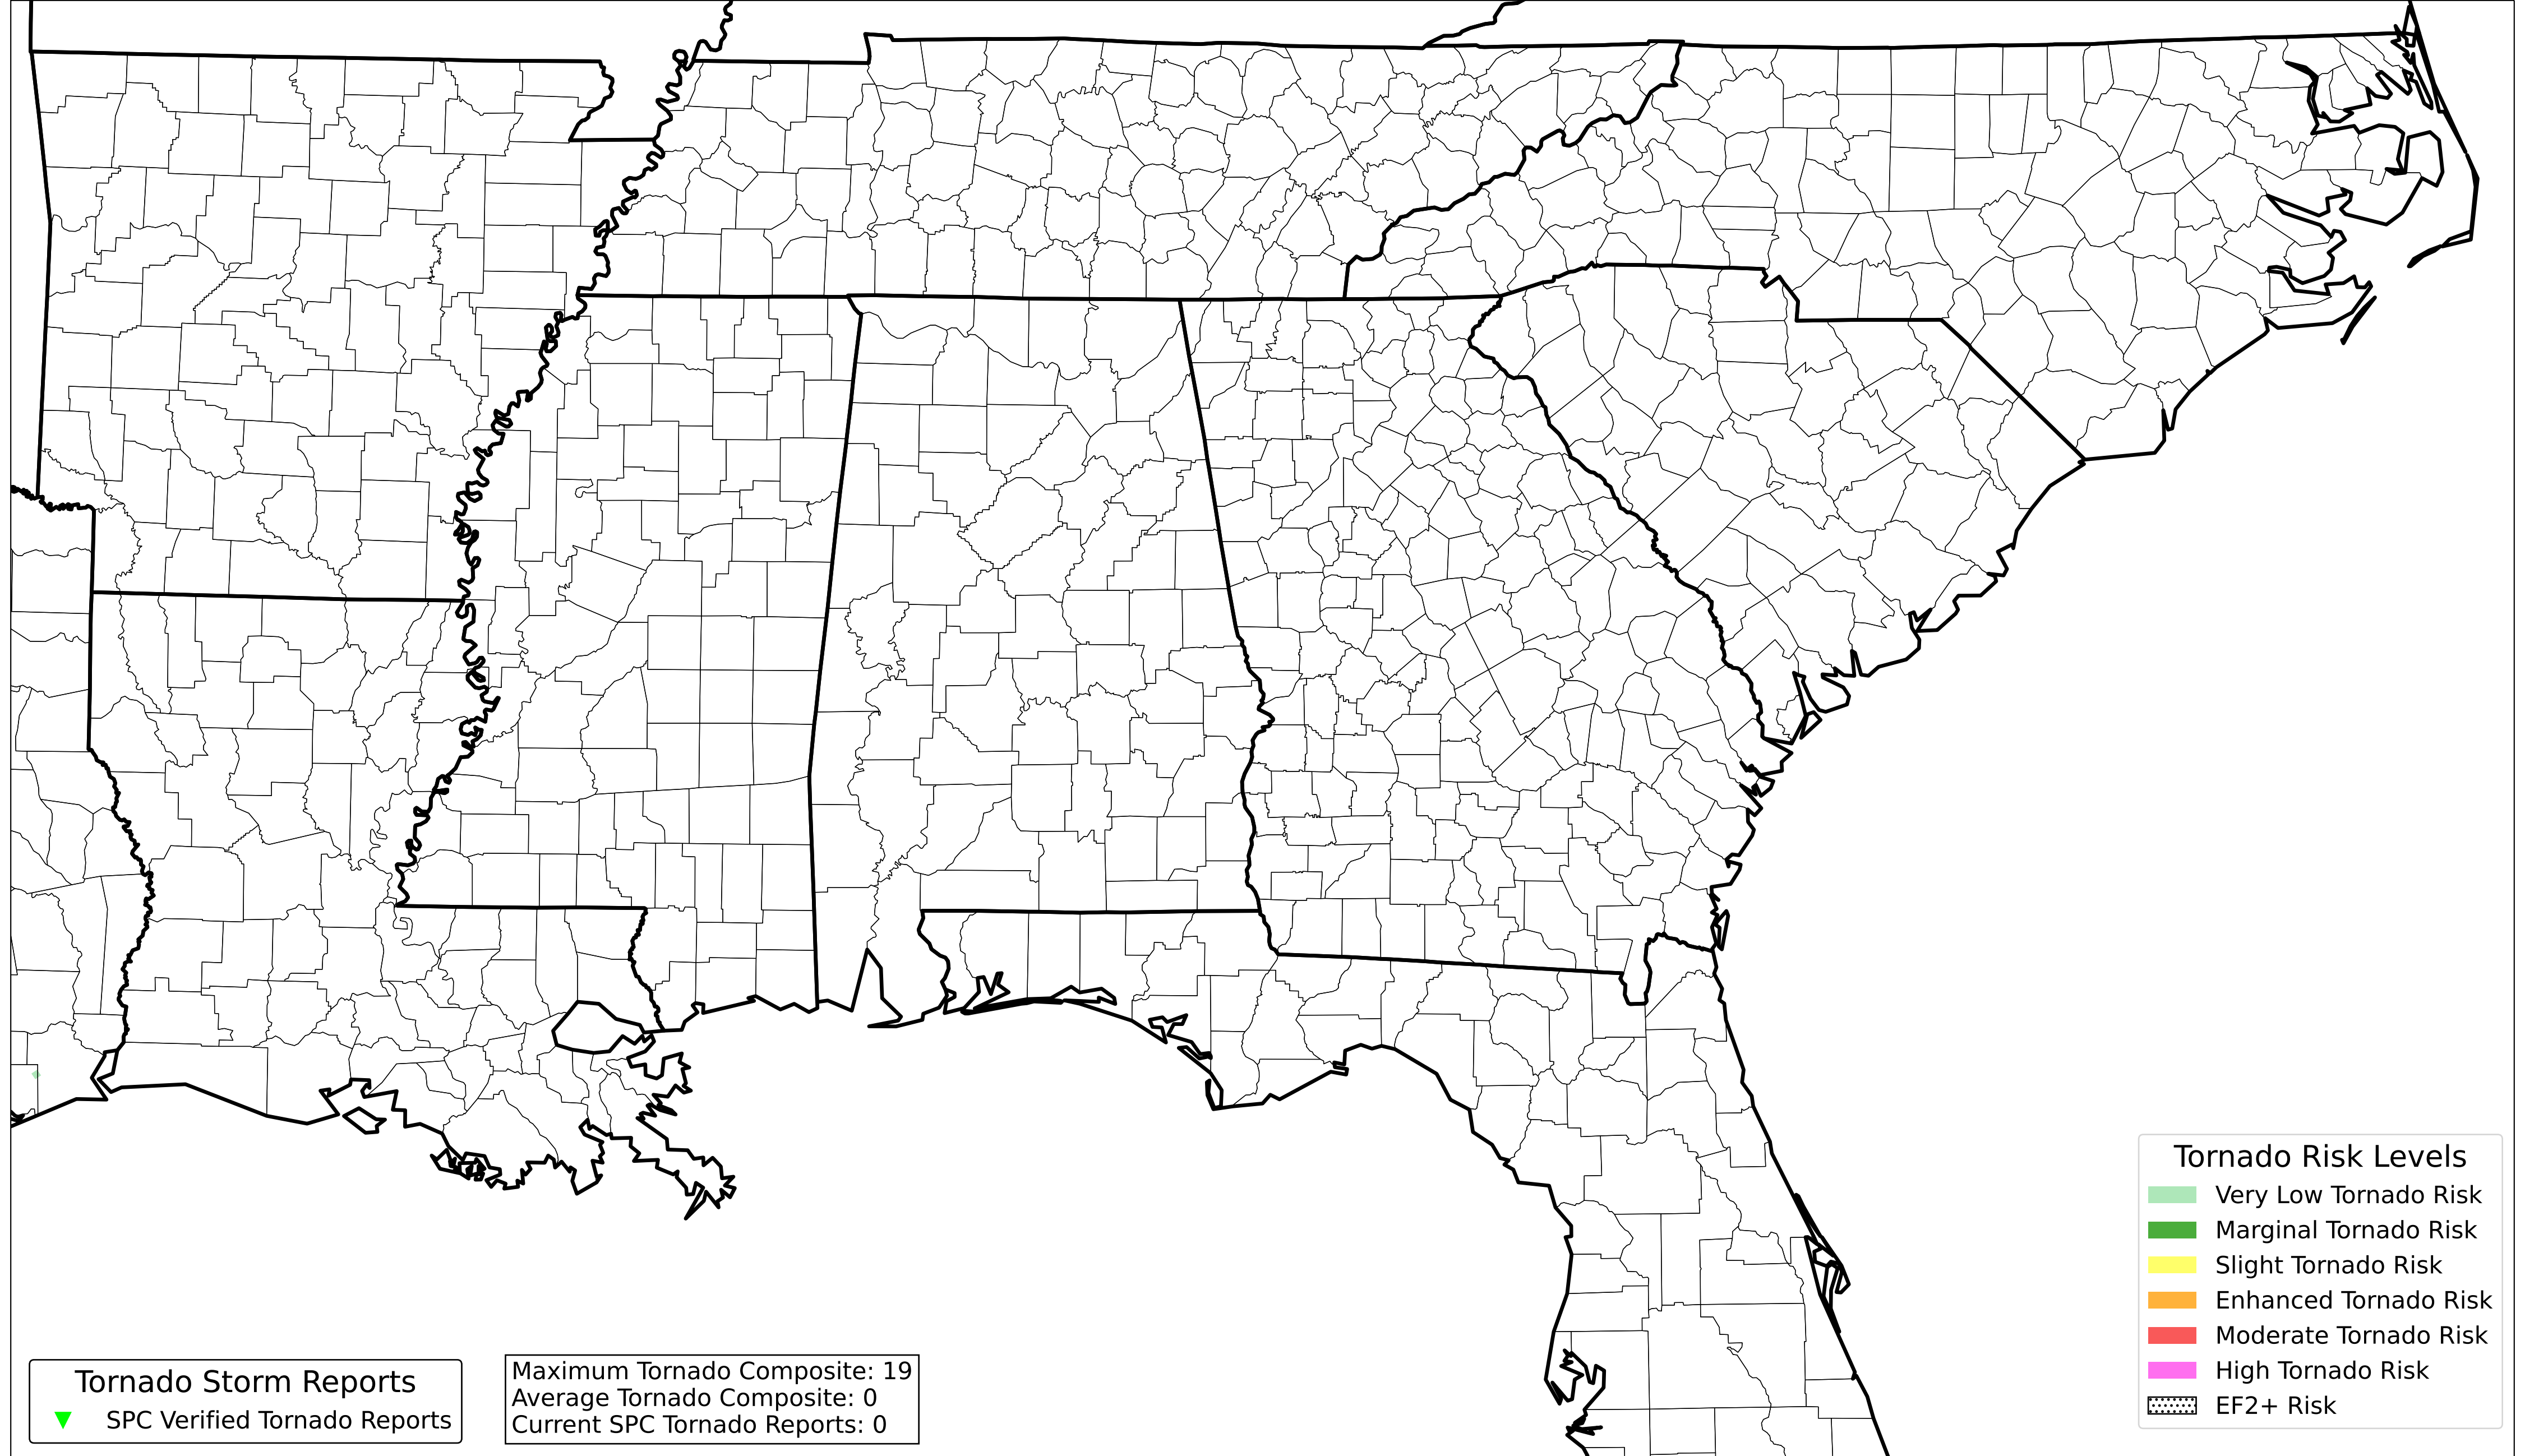 Tornado Storm Reports
SPC Verified Tornado Reports
Maximum Tornado Composite: 19
Average Tornado Composite: 0
Current SPC Tornado Reports: 0
Tornado Risk Levels
Very Low Tornado Risk
Marginal Tornado Risk
Slight Tornado Risk
Enhanced Tornado Risk
Moderate Tornado Risk
High Tornado Risk
EF2+ Risk